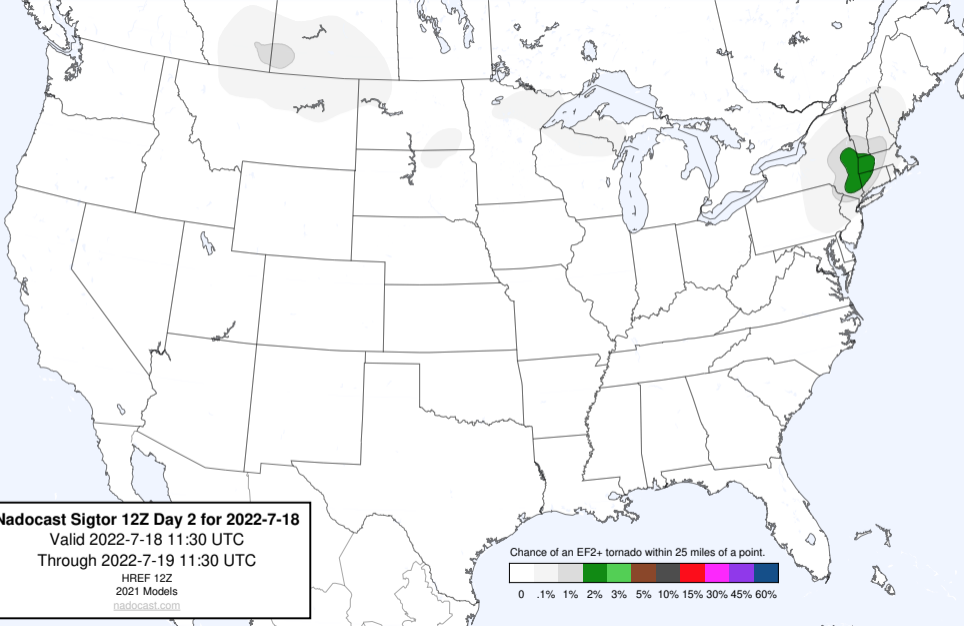 Nadocast Sigtor 12Z Day 2 for 2022-7-18
Valid 2022-7-18 11:30 UTC
Through 2022-7-19 11:30 UTC
HREF 12Z
2021 Models
nadocast.com
Chance of an EF2+ tornado within 25 miles of a point.
0 .1% 1% 2% 3% 5% 10% 15% 30% 45% 60%